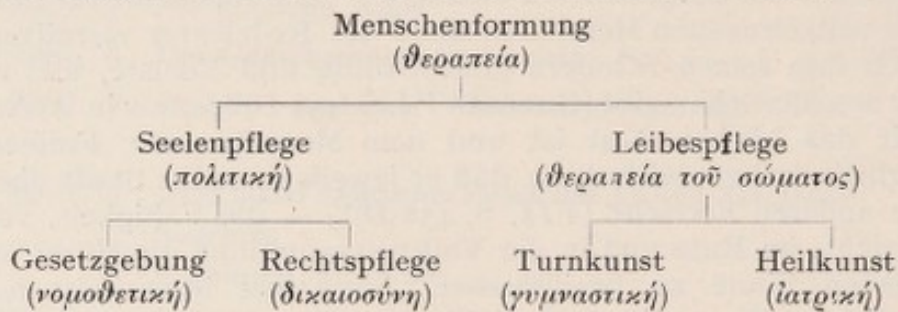 Menschenformung
(θεραπεία)
Seelenpflege Leibespflege
(πολιτική) (θεραπεία τοῦ σώματος)
Gesetzgebung Rechtspflege Turnkunst Heilkunst
(νομοθετική) (δικαιοσύνη) (γυμναστική) (ἰατρική)